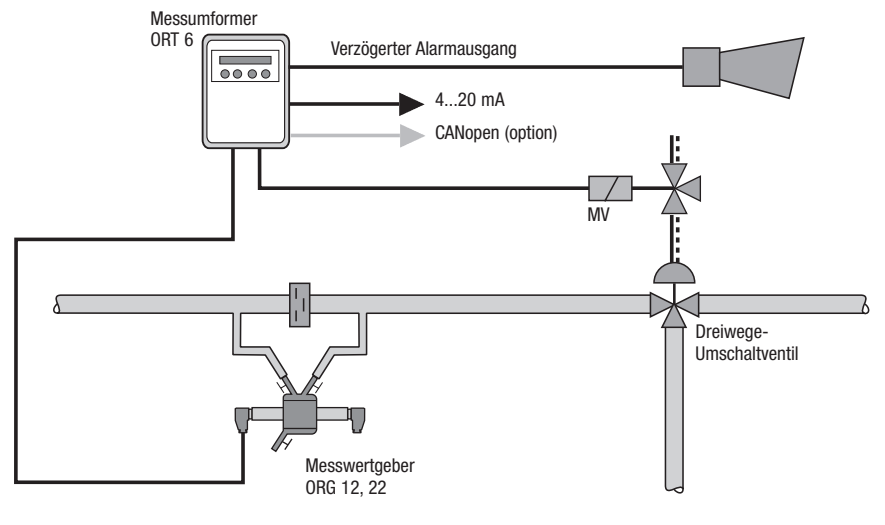 Messumformer
ORT 6
Verzögerter Alarmausgang
4...20 mA
CANopen (option)
MV
Dreiwege-
Umschaltventil
Messwertgeber
ORG 12, 22